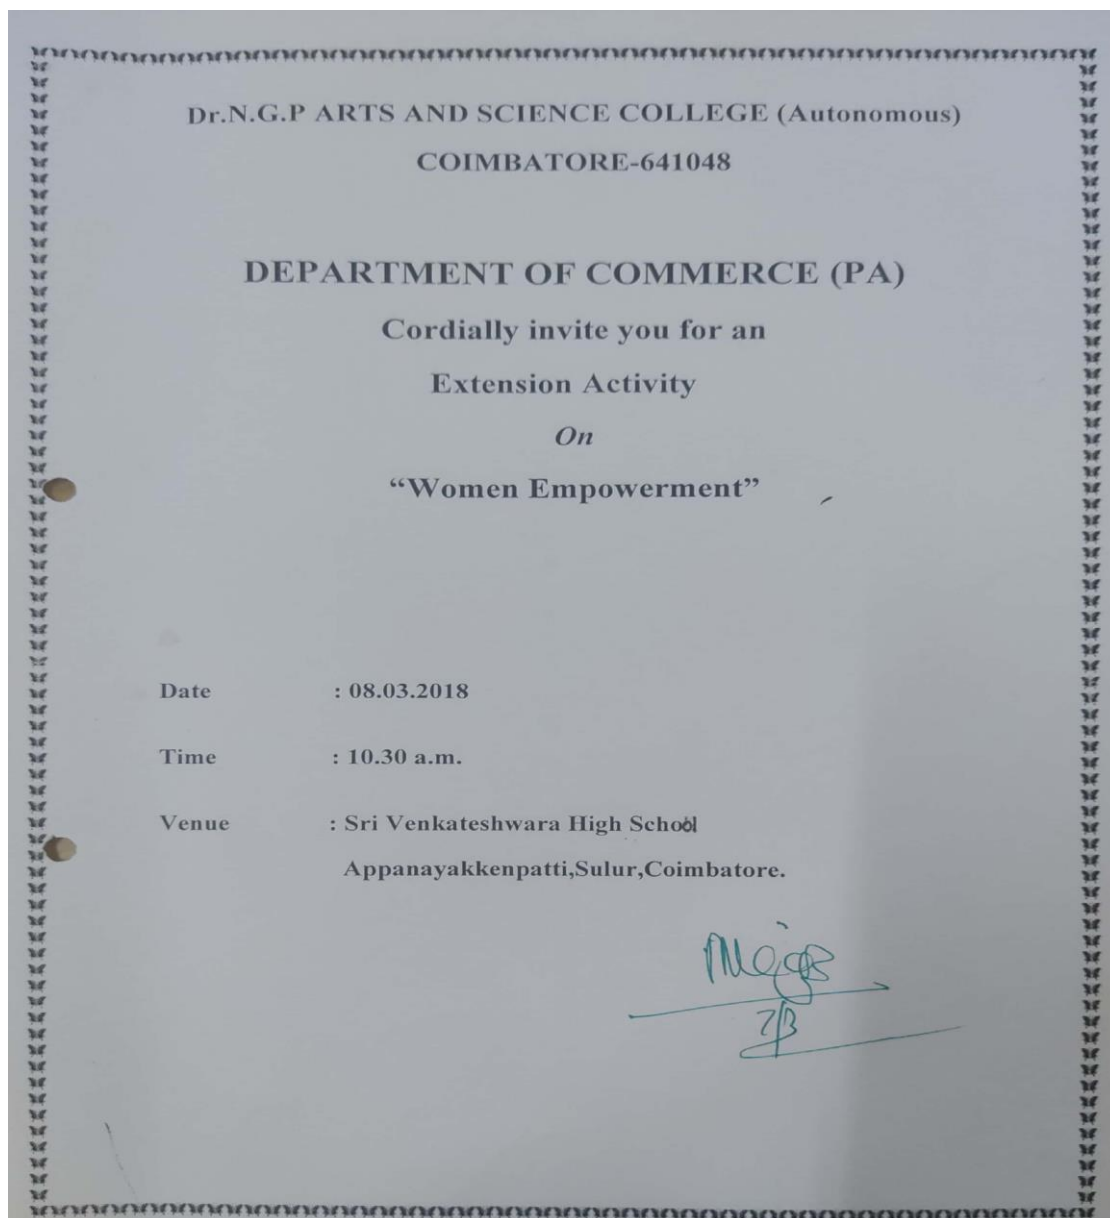 Dr.N.G.P ARTS AND SCIENCE COLLEGE (Autonomous)
COIMBATORE-641048
DEPARTMENT OF COMMERCE (PA)
Cordially invite you for an
Extension Activity
On
“Women Empowerment”
Date : 08.03.2018
Time : 10.30 a.m.
Venue : Sri Venkateshwara High School
Appanayakkenpatti,Sulur,Coimbatore.
7/3